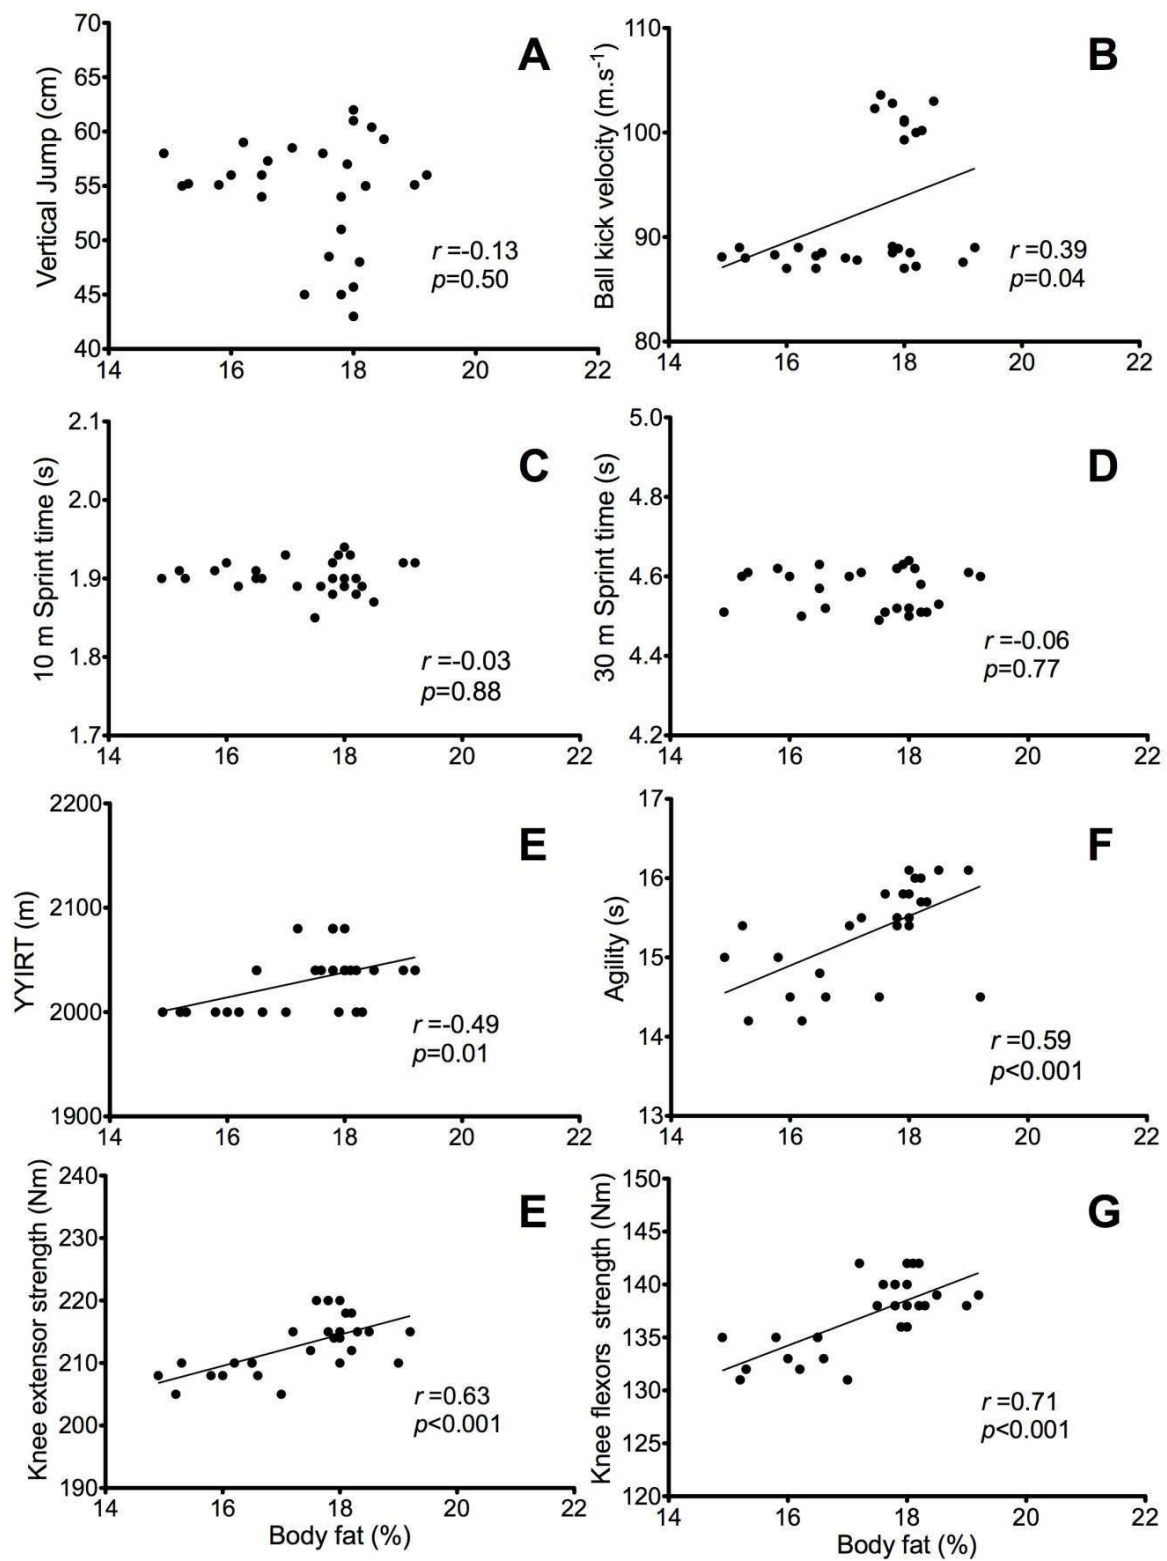 A
Vertical Jump (cm)
70
65
60
55
50
45
40
14 16 18 20 22
r =-0.13
p=0.50
B
Ball kick velocity (m.s-1)
110
100
90
80
14 16 18 20 22
r =0.39
p=0.04
C
10 m Sprint time (s)
2.1
2.0
1.9
1.8
1.7
14 16 18 20 22
r =-0.03
p=0.88
D
30 m Sprint time (s)
5.0
4.8
4.6
4.4
4.2
14 16 18 20 22
r =-0.06
p=0.77
E
YYIRT (m)
2200
2100
2000
1900
14 16 18 20 22
r =-0.49
p=0.01
F
Agility (s)
17
16
15
14
13
14 16 18 20 22
r =0.59
p<0.001
E
Knee extensor strength (Nm)
240
230
220
210
200
190
14 16 18 20 22
r =0.63
p<0.001
Body fat (%)
G
Knee flexors strength (Nm)
150
145
140
135
130
125
120
14 16 18 20 22
r =0.71
p<0.001
Body fat (%)